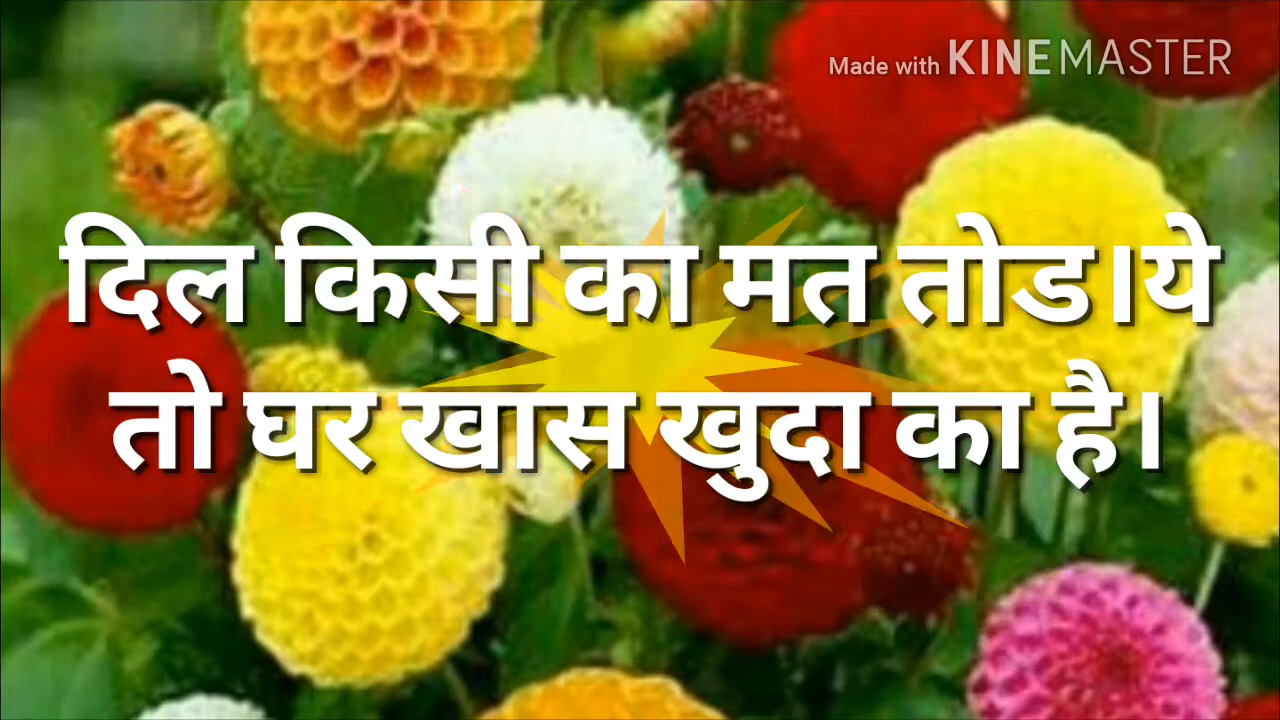 Made with KINEMASTER
दिल किसी का मत तोड।ये
तो घर खास खुदा का है।